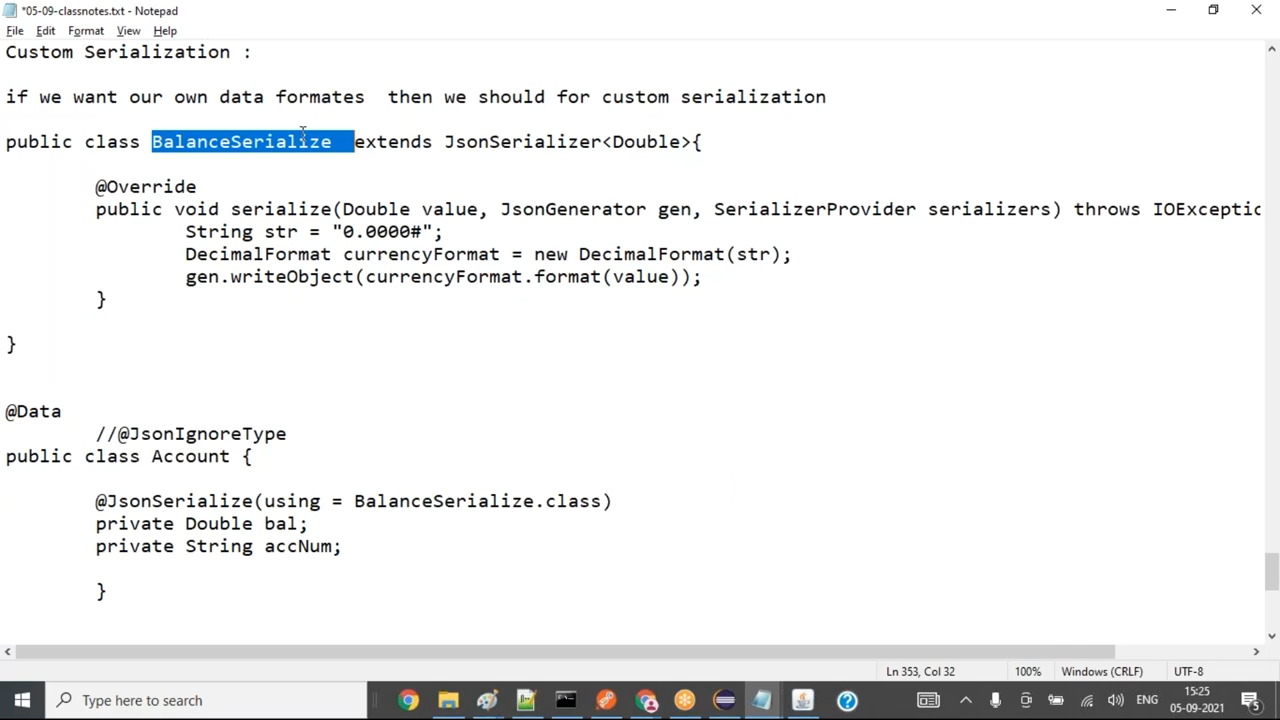 *05-09-classnotes.txt - Notepad
File Edit Format View Help
Custom Serialization :
if we want our own data formates then we should for custom serialization
public class BalanceSerialize extends JsonSerializer<Double>{
@Override
public void serialize(Double value, JsonGenerator gen, SerializerProvider serializers) throws IOExceptic
String str = "0.0000#";
DecimalFormat currencyFormat = new DecimalFormat(str);
gen.writeObject(currencyFormat.format(value));
}
}
@Data
//@JsonIgnoreType
public class Account {
@JsonSerialize(using = BalanceSerialize.class)
private Double bal;
private String accNum;
}
Ln 353, Col 32
100%
Windows (CRLF)
UTF-8
Type here to search
ENG
15:25
05-09-2021
5